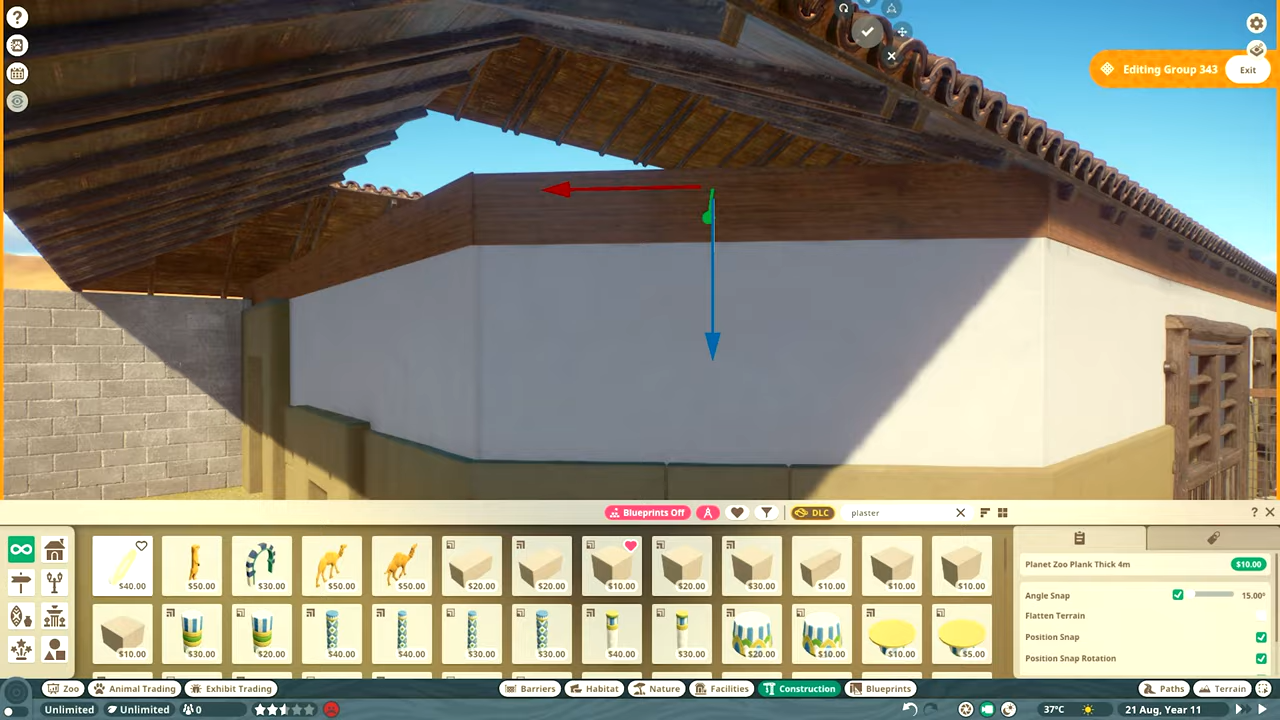 ?
Editing Group 343
Exit
Blueprints Off
DLC
plaster
?
$40.00
$50.00
$30.00
$50.00
$50.00
$20.00
$20.00
$10.00
$20.00
$30.00
$10.00
$10.00
$10.00
$10.00
$30.00
$20.00
$40.00
$40.00
$30.00
$30.00
$40.00
$30.00
$20.00
$10.00
$10.00
$5.00
Planet Zoo Plank Thick 4m
$10.00
Angle Snap
15.00°
Flatten Terrain
Position Snap
Position Snap Rotation
Zoo
Animal Trading
Exhibit Trading
Barriers
Habitat
Nature
Facilities
Construction
Blueprints
Paths
Terrain
Unlimited
Unlimited
0
37°C
21 Aug, Year 11